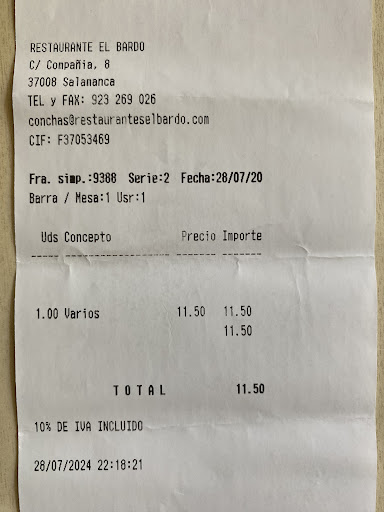 RESTAURANTE EL BARDO
C/ Compañia, 8
37008 Salamanca
TEL y FAX: 923 269 026
conchas@restauranteselbardo.com
CIF: F37053469
Fra. simp.:9388 Serie:2 Fecha:28/07/20
Barra / Mesa:1 Usr:1
Uds Concepto Precio Importe
----- -------------------- ------- -------
1.00 Varios 11.50 11.50
11.50
TOTAL 11.50
10% DE IVA INCLUIDO
28/07/2024 22:18:21